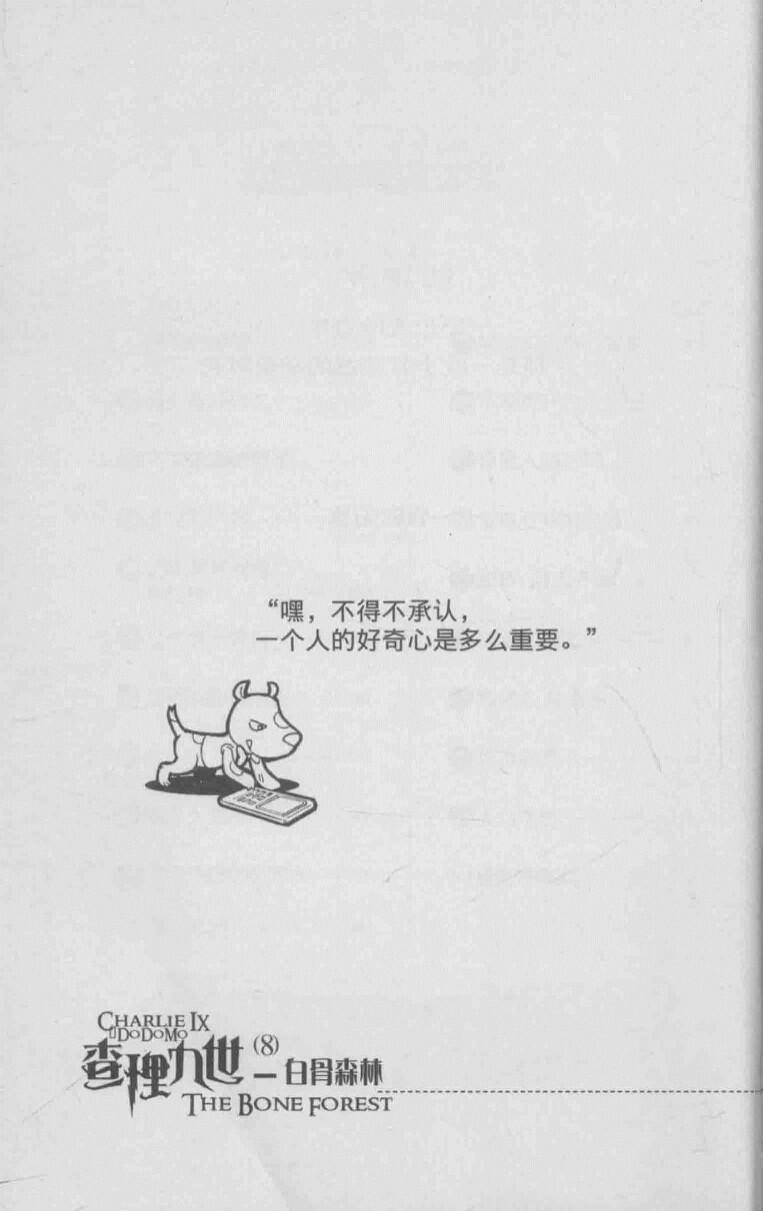 “嘿，不得不承认，
一个人的好奇心是多么重要。”
CHARLIE IX
DODOMO
查理九世 (8) — 白骨森林
THE BONE FOREST